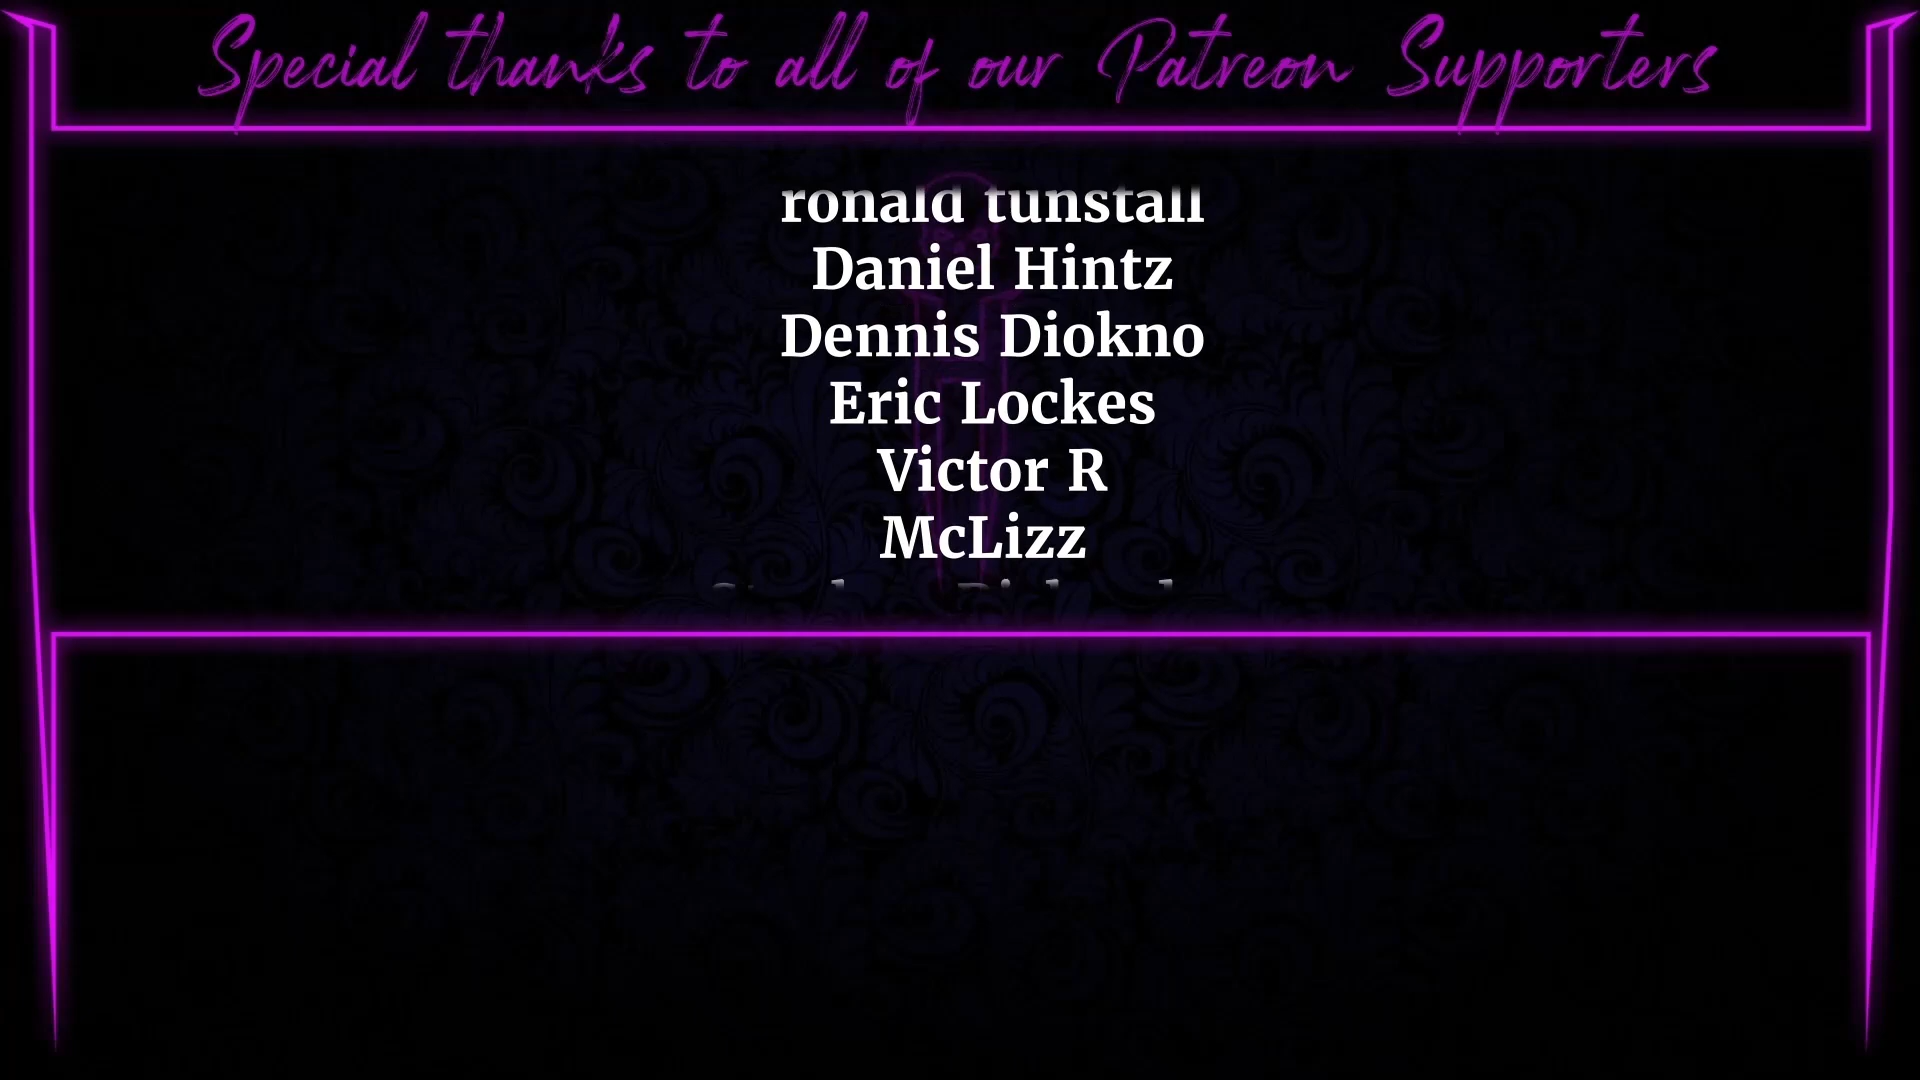 Special thanks to all of our Patreon Supporters
ronald tunstall
Daniel Hintz
Dennis Diokno
Eric Lockes
Victor R
McLizz